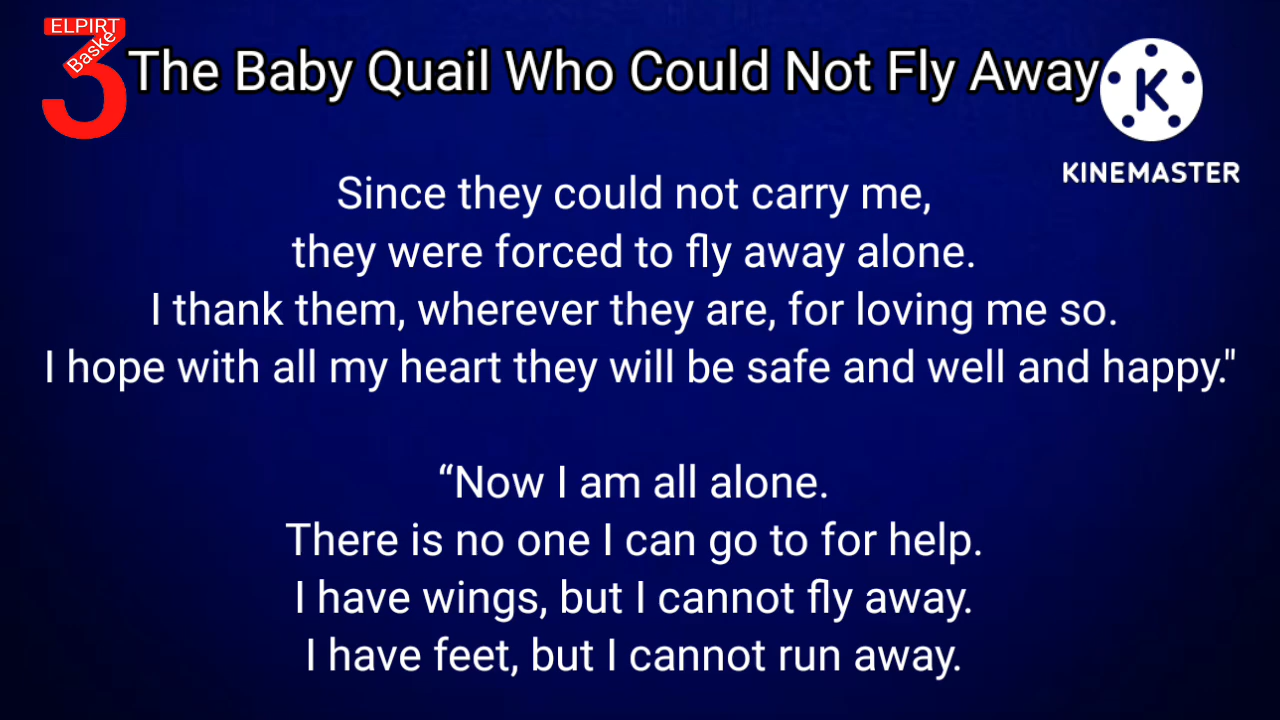 ELPIRT
Baske
The Baby Quail Who Could Not Fly Away
K
KINEMASTER
Since they could not carry me,
they were forced to fly away alone.
I thank them, wherever they are, for loving me so.
I hope with all my heart they will be safe and well and happy."
“Now I am all alone.
There is no one I can go to for help.
I have wings, but I cannot fly away.
I have feet, but I cannot run away.